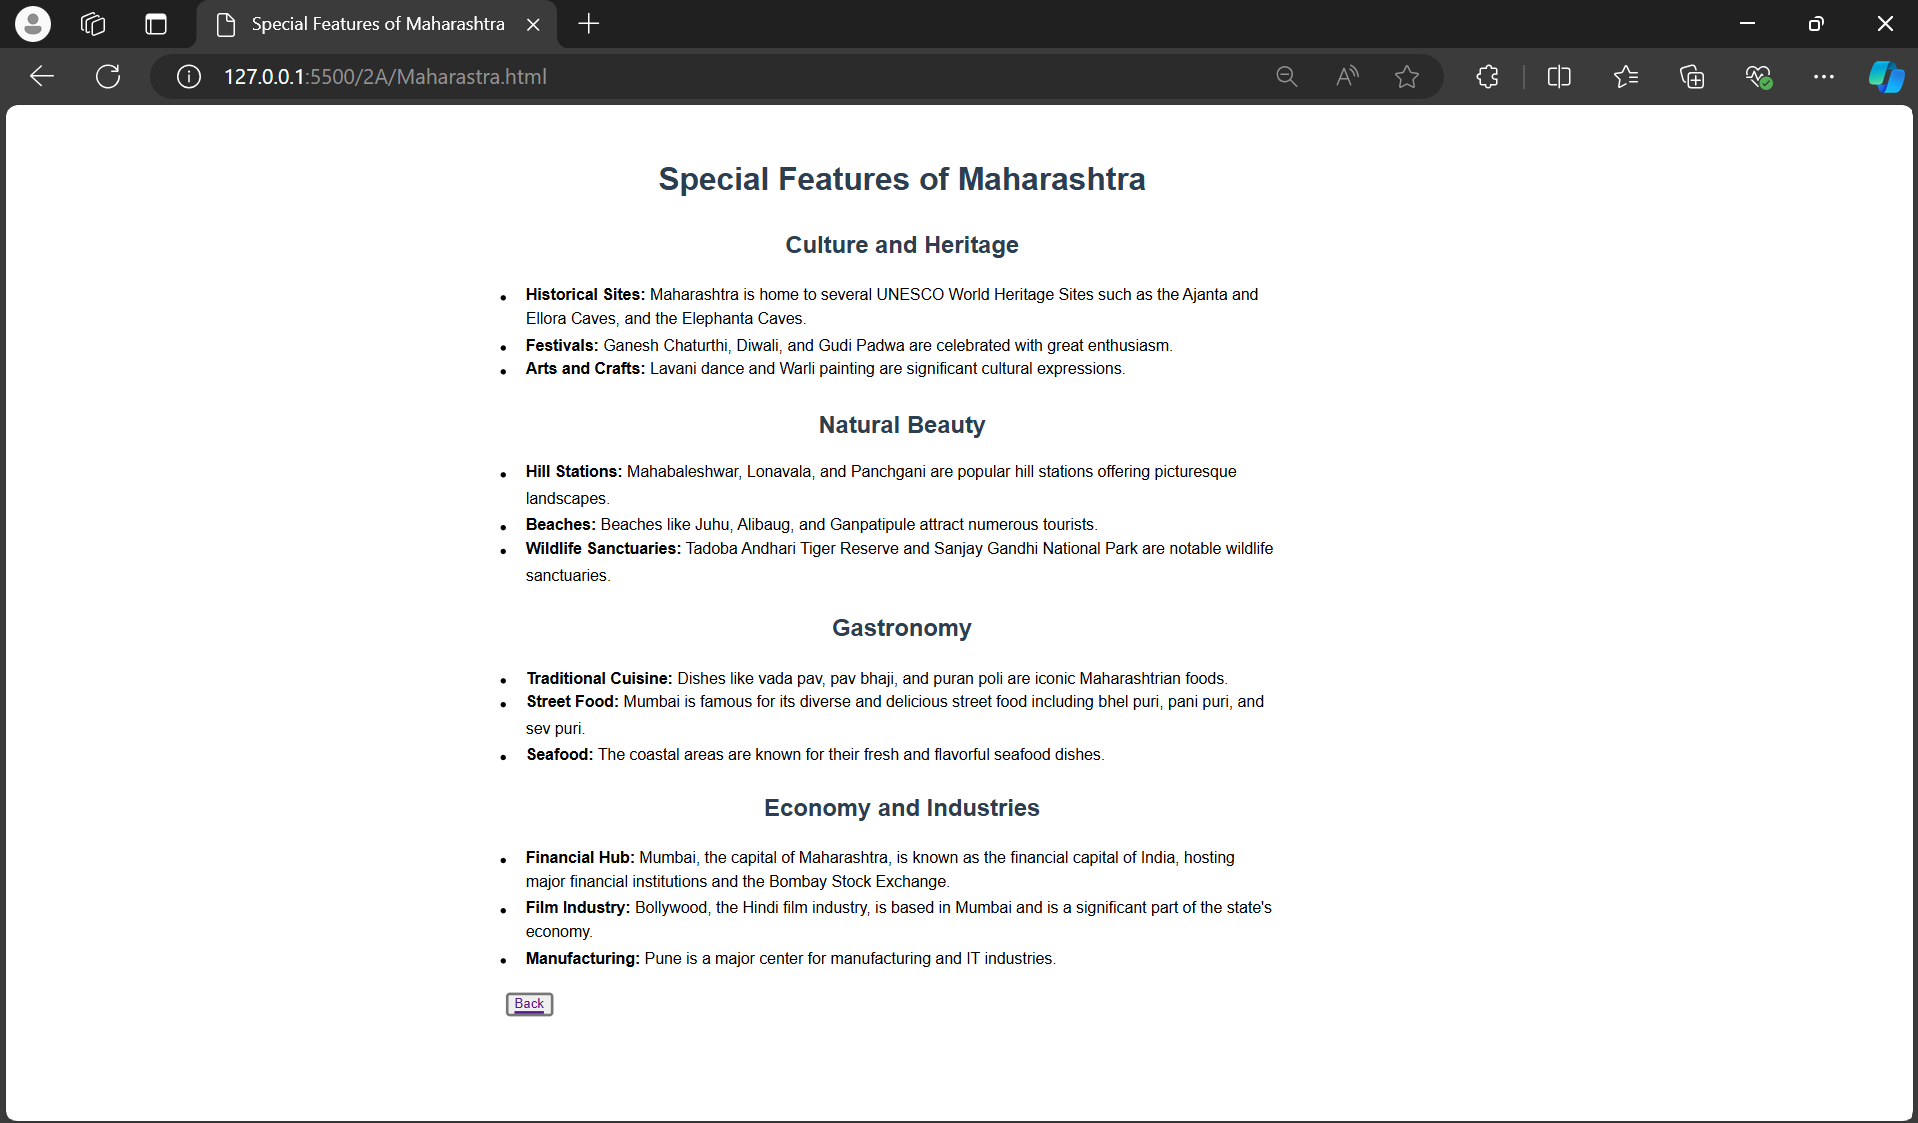 Special Features of Maharashtra
127.0.0.1:5500/2A/Maharastra.html
Special Features of Maharashtra
Culture and Heritage
Historical Sites: Maharashtra is home to several UNESCO World Heritage Sites such as the Ajanta and
Ellora Caves, and the Elephanta Caves.
Festivals: Ganesh Chaturthi, Diwali, and Gudi Padwa are celebrated with great enthusiasm.
Arts and Crafts: Lavani dance and Warli painting are significant cultural expressions.
Natural Beauty
Hill Stations: Mahabaleshwar, Lonavala, and Panchgani are popular hill stations offering picturesque
landscapes.
Beaches: Beaches like Juhu, Alibaug, and Ganpatipule attract numerous tourists.
Wildlife Sanctuaries: Tadoba Andhari Tiger Reserve and Sanjay Gandhi National Park are notable wildlife
sanctuaries.
Gastronomy
Traditional Cuisine: Dishes like vada pav, pav bhaji, and puran poli are iconic Maharashtrian foods.
Street Food: Mumbai is famous for its diverse and delicious street food including bhel puri, pani puri, and
sev puri.
Seafood: The coastal areas are known for their fresh and flavorful seafood dishes.
Economy and Industries
Financial Hub: Mumbai, the capital of Maharashtra, is known as the financial capital of India, hosting
major financial institutions and the Bombay Stock Exchange.
Film Industry: Bollywood, the Hindi film industry, is based in Mumbai and is a significant part of the state's
economy.
Manufacturing: Pune is a major center for manufacturing and IT industries.
Back